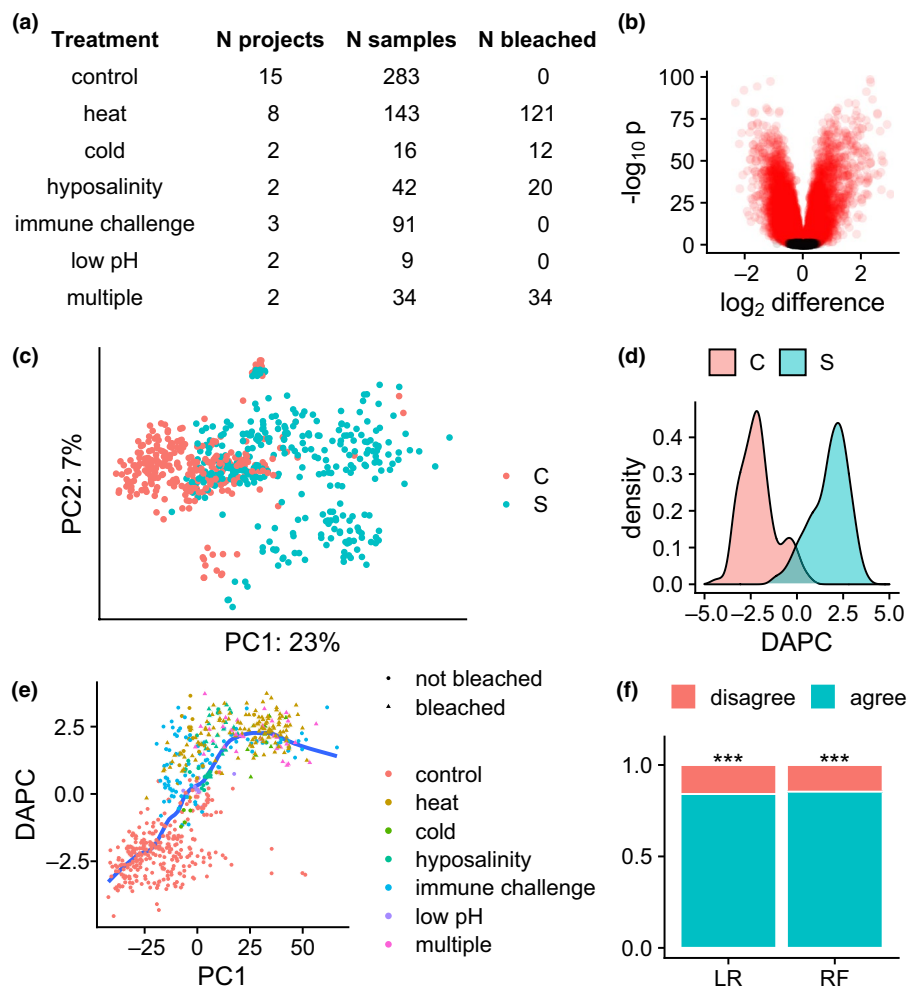 (a)
Treatment N projects N samples N bleached
control 15 283 0
heat 8 143 121
cold 2 16 12
hyposalinity 2 42 20
immune challenge 3 91 0
low pH 2 9 0
multiple 2 34 34
(b)
100
75
50
25
0
-log10 p
−2 0 2
log2 difference
(c)
PC2: 7%
PC1: 23%
C
S
(d)
C S
0.4
0.3
0.2
0.1
0.0
density
−5.0 −2.5 0.0 2.5 5.0
DAPC
(e)
2.5
0.0
−2.5
DAPC
−25 0 25 50
PC1
not bleached
bleached
control
heat
cold
hyposalinity
immune challenge
low pH
multiple
(f)
disagree agree
*** ***
1.0
0.5
0.0
LR RF